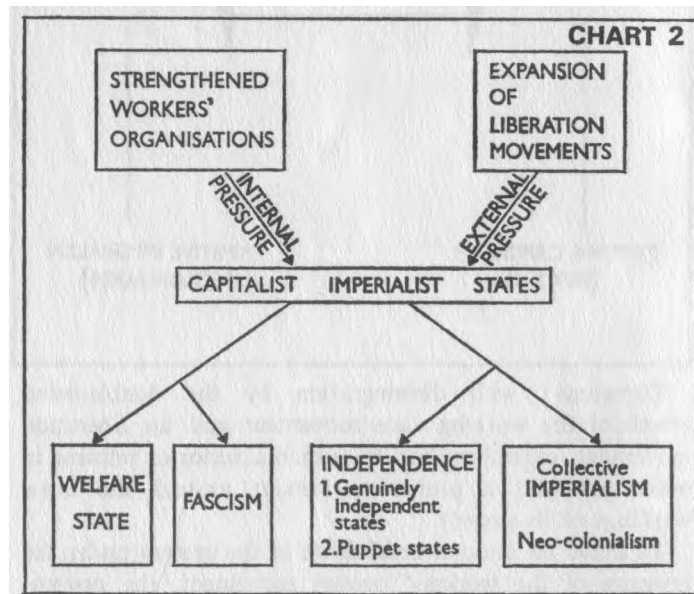 CHART 2
STRENGTHENED
WORKERS'
ORGANISATIONS
EXPANSION
OF
LIBERATION
MOVEMENTS
INTERNAL
PRESSURE
EXTERNAL
PRESSURE
CAPITALIST IMPERIALIST STATES
WELFARE
STATE
FASCISM
INDEPENDENCE
1.Genuinely
independent
states
2.Puppet states
Collective
IMPERIALISM
Neo-colonialism